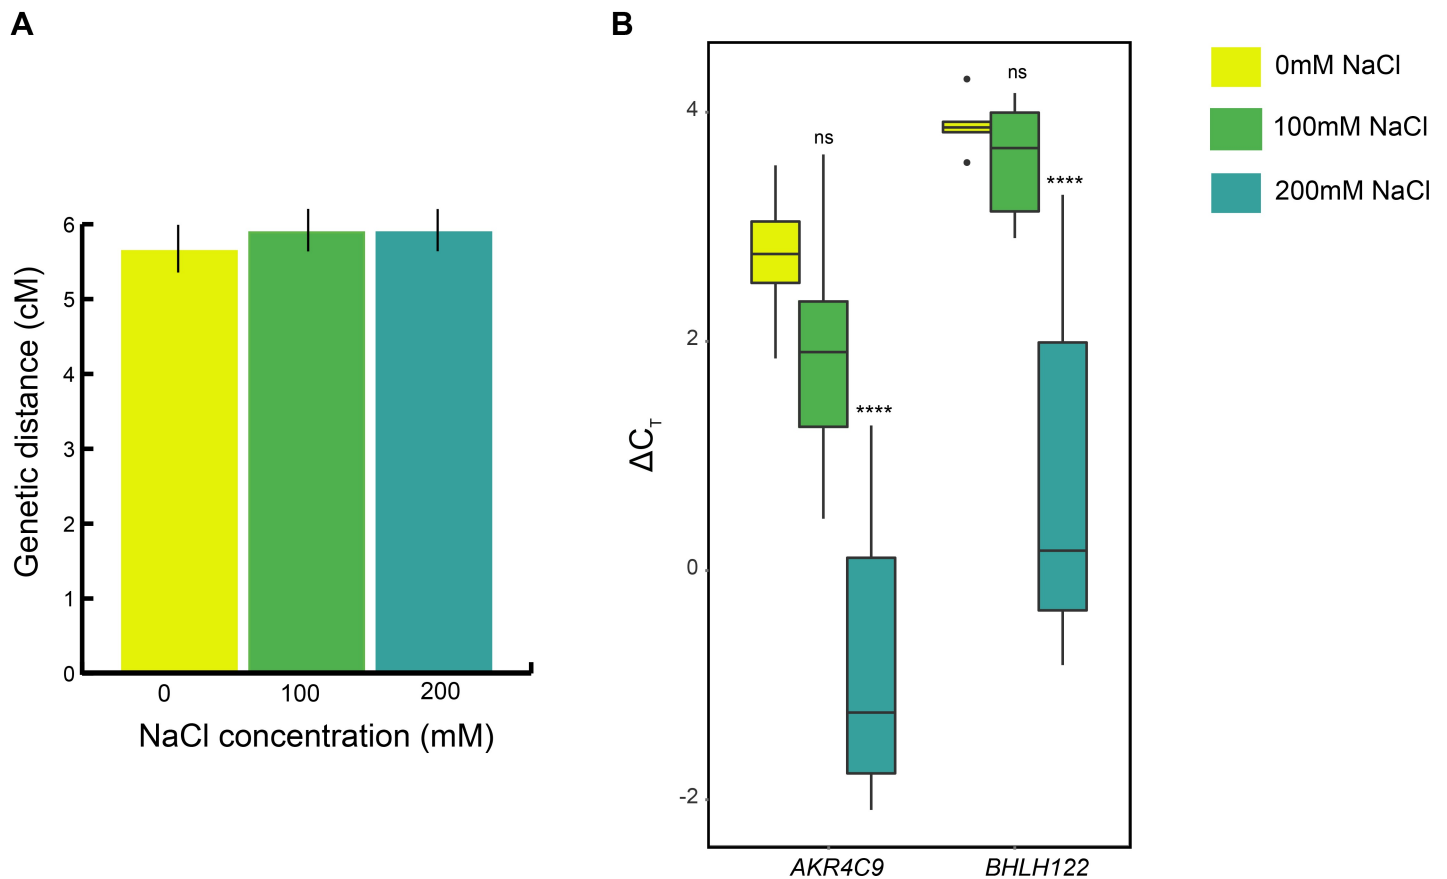 A
Genetic distance (cM)
6
5
4
3
2
1
0
0 100 200
NaCl concentration (mM)
B
ΔCT
4
2
0
-2
ns
****
ns
****
AKR4C9 BHLH122
0mM NaCl
100mM NaCl
200mM NaCl